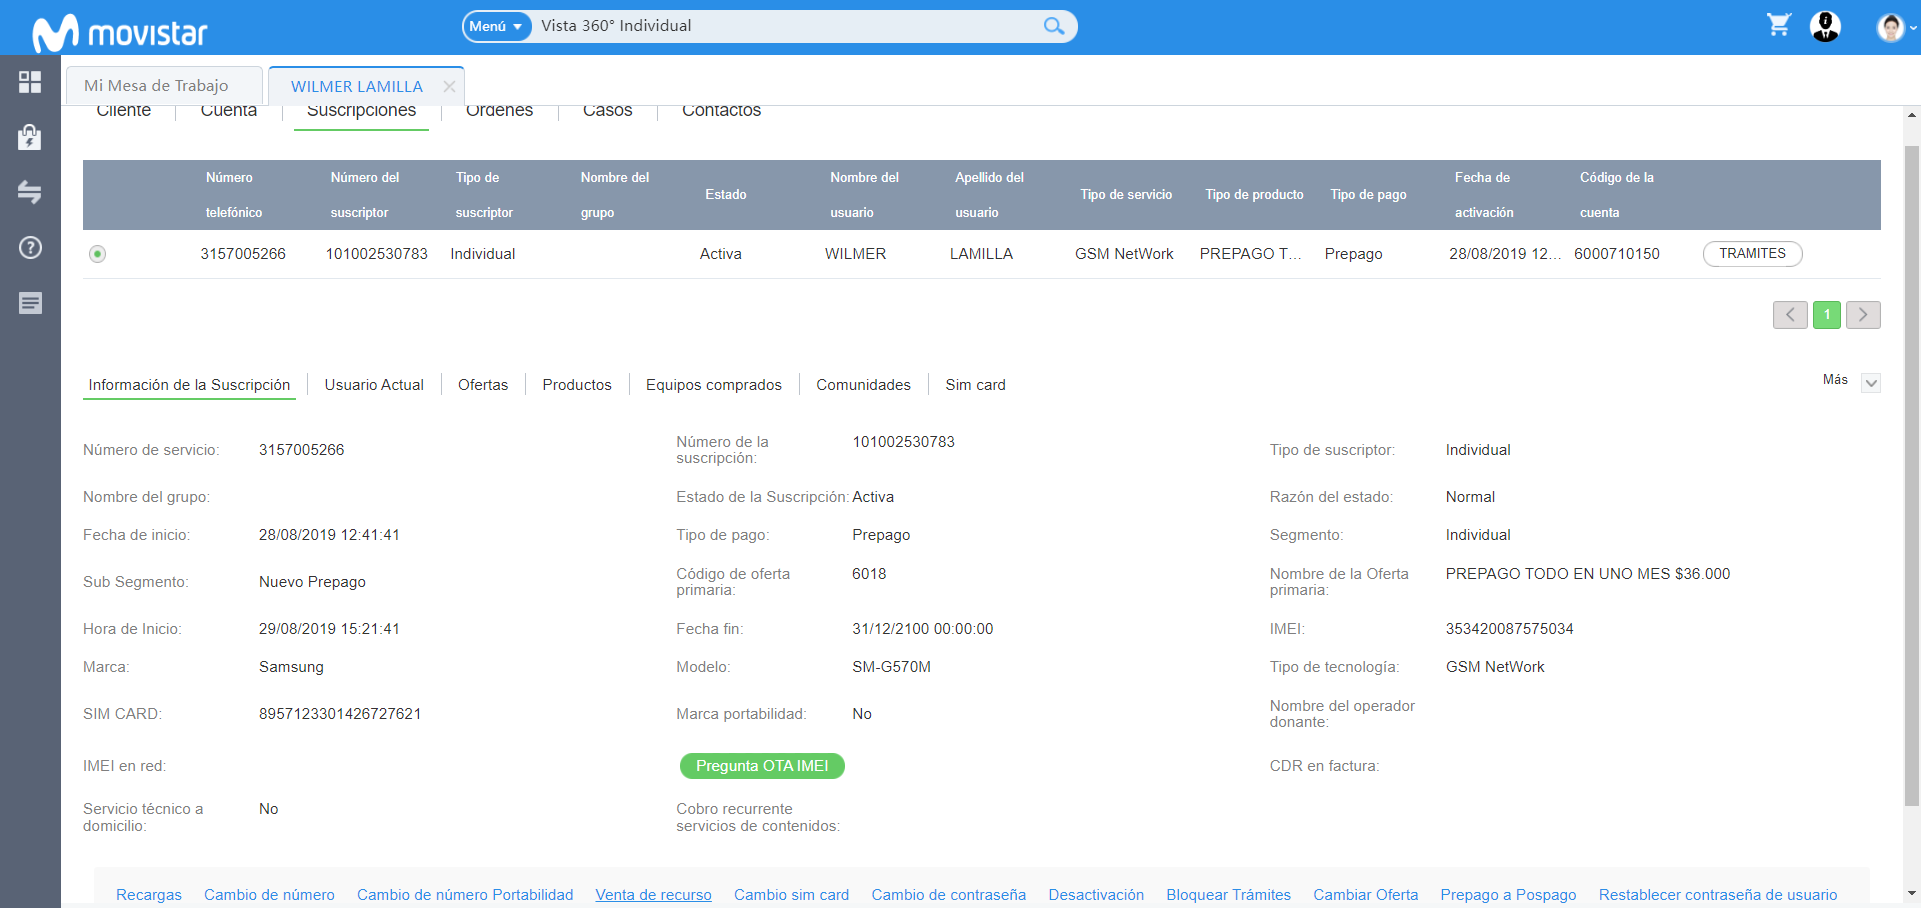 movistar
Menú Vista 360° Individual
Mi Mesa de Trabajo WILMER LAMILLA
Cliente Cuenta Suscripciones Ordenes Casos Contactos
Número telefónico Número del suscriptor Tipo de suscriptor Nombre del grupo Estado Nombre del usuario Apellido del usuario Tipo de servicio Tipo de producto Tipo de pago Fecha de activación Código de la cuenta
3157005266 101002530783 Individual Activa WILMER LAMILLA GSM NetWork PREPAGO T... Prepago 28/08/2019 12... 6000710150 TRAMITES
1
Información de la Suscripción Usuario Actual Ofertas Productos Equipos comprados Comunidades Sim card Más
Número de servicio: 3157005266 Número de la suscripción: 101002530783 Tipo de suscriptor: Individual
Nombre del grupo: Estado de la Suscripción: Activa Razón del estado: Normal
Fecha de inicio: 28/08/2019 12:41:41 Tipo de pago: Prepago Segmento: Individual
Sub Segmento: Nuevo Prepago Código de oferta primaria: 6018 Nombre de la Oferta primaria: PREPAGO TODO EN UNO MES $36.000
Hora de Inicio: 29/08/2019 15:21:41 Fecha fin: 31/12/2100 00:00:00 IMEI: 353420087575034
Marca: Samsung Modelo: SM-G570M Tipo de tecnología: GSM NetWork
SIM CARD: 8957123301426727621 Marca portabilidad: No Nombre del operador donante:
IMEI en red: Pregunta OTA IMEI CDR en factura:
Servicio técnico a domicilio: No Cobro recurrente servicios de contenidos:
Recargas Cambio de número Cambio de número Portabilidad Venta de recurso Cambio sim card Cambio de contraseña Desactivación Bloquear Trámites Cambiar Oferta Prepago a Pospago Restablecer contraseña de usuario